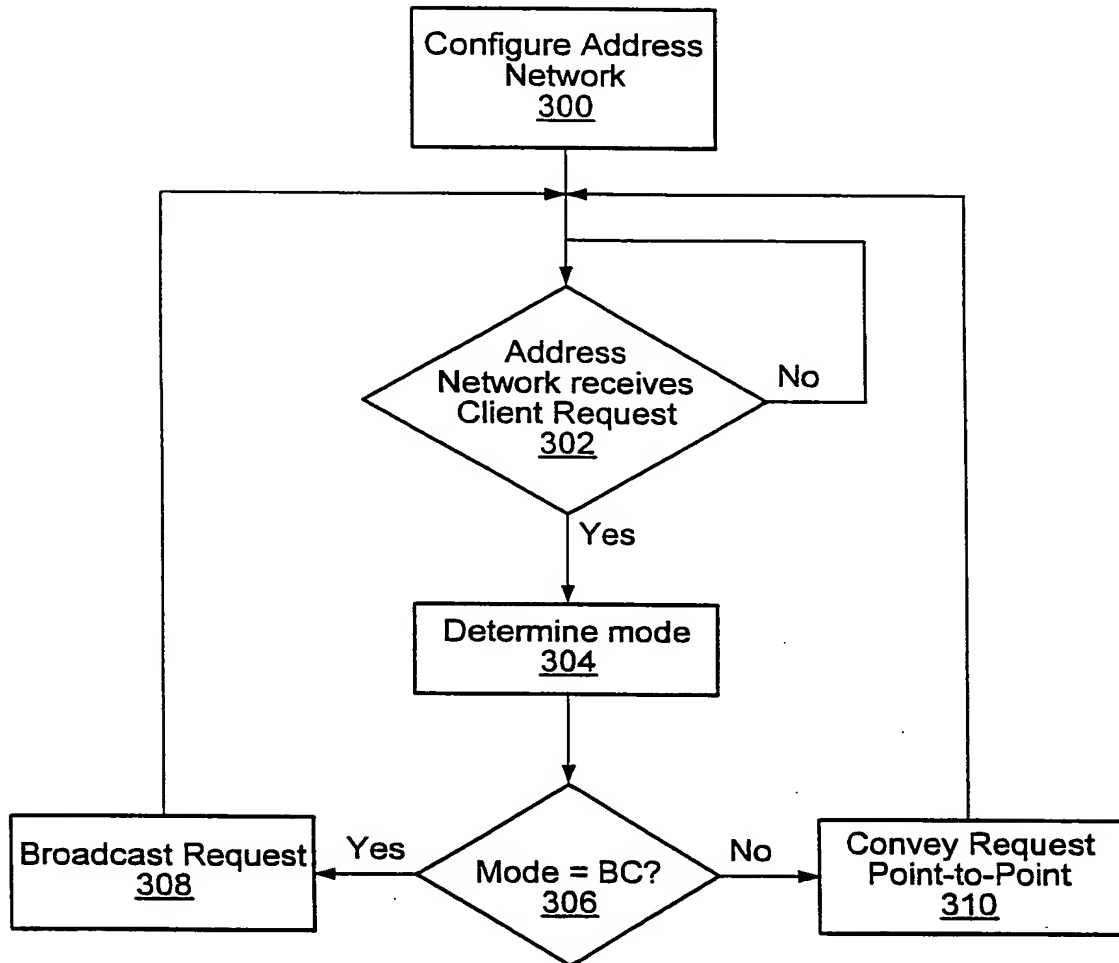 Configure Address
Network
300
Address
Network receives
Client Request
302
No
Yes
Determine mode
304
Broadcast Request
308
Yes
Mode = BC?
306
No
Convey Request
Point-to-Point
310